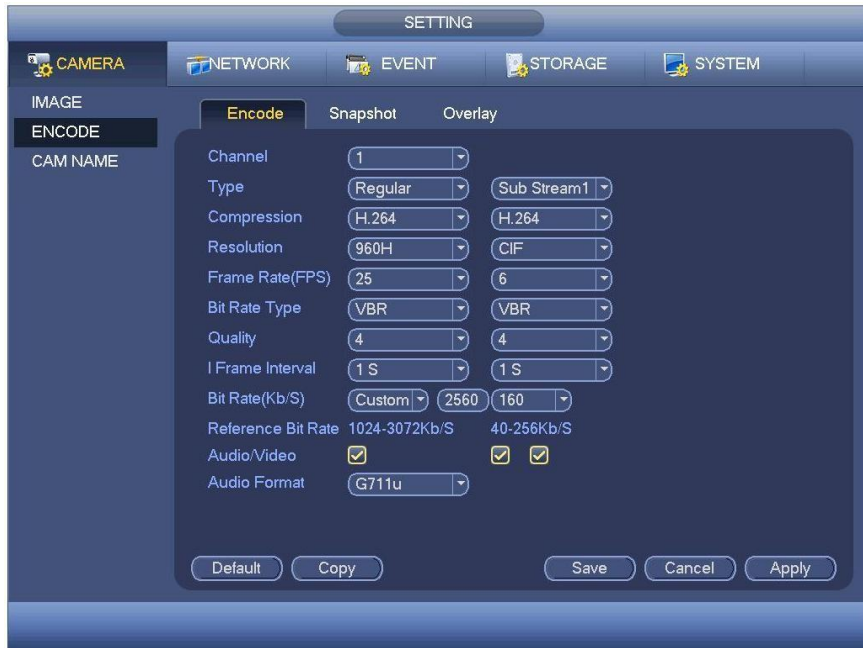 SETTING
CAMERA NETWORK EVENT STORAGE SYSTEM
IMAGE
ENCODE
CAM NAME
Encode Snapshot Overlay
Channel 1
Type Regular Sub Stream1
Compression H.264 H.264
Resolution 960H CIF
Frame Rate(FPS) 25 6
Bit Rate Type VBR VBR
Quality 4 4
I Frame Interval 1 S 1 S
Bit Rate(Kb/S) Custom 2560 160
Reference Bit Rate 1024-3072Kb/S 40-256Kb/S
Audio/Video
Audio Format G711u
Default Copy Save Cancel Apply